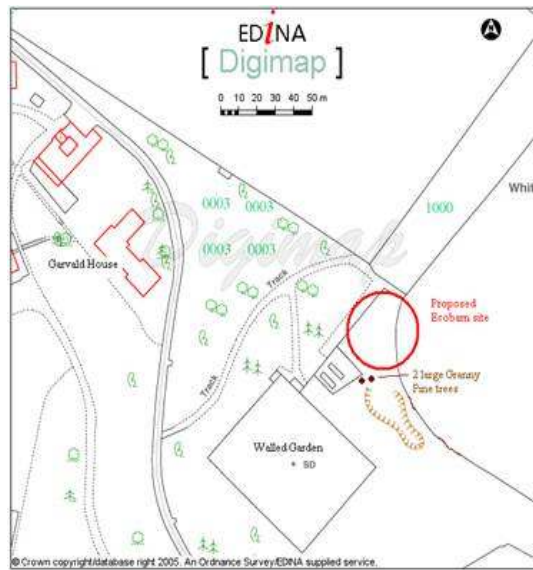 EDiNA
[ Digimap ]
0 10 20 30 40 50 m
Whit
0003 0003
1000
Digimap
0003 0003
Garvald House
Track
Proposed
Ecobarn site
2 large Granny
Pine trees
Track
Walled Garden
SD
© Crown copyright/database right 2005. An Ordnance Survey/EDINA supplied service.